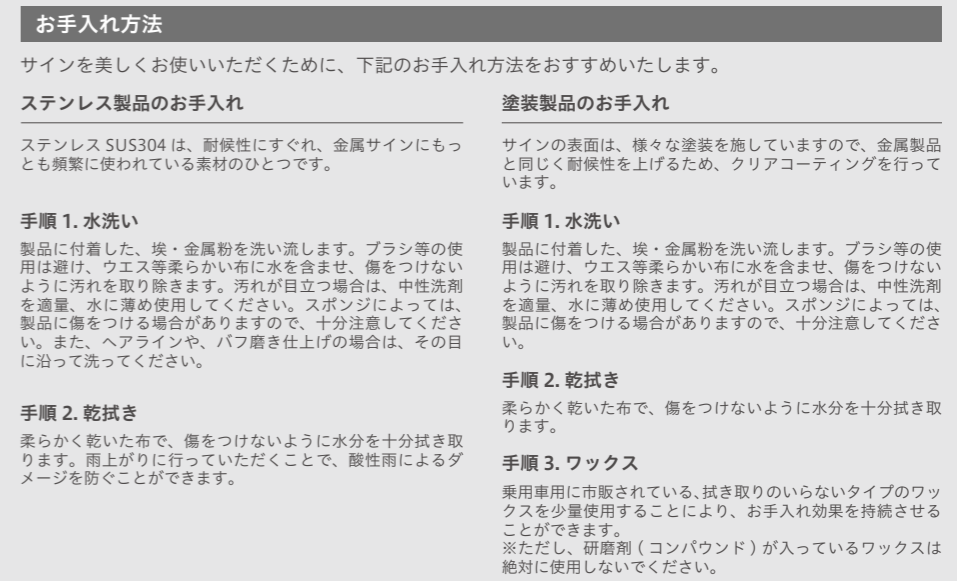 お手入れ方法
サインを美しくお使いいただくために、下記のお手入れ方法をおすすめいたします。
ステンレス製品のお手入れ
ステンレス SUS304 は、耐候性にすぐれ、金属サインにもっ
とも頻繁に使われている素材のひとつです。
手順 1. 水洗い
製品に付着した、埃・金属粉を洗い流します。ブラシ等の使
用は避け、ウエス等柔らかい布に水を含ませ、傷をつけない
ように汚れを取り除きます。汚れが目立つ場合は、中性洗剤
を適量、水に薄め使用してください。スポンジによっては、
製品に傷をつける場合がありますので、十分注意してくださ
い。また、ヘアラインや、バフ磨き仕上げの場合は、その目
に沿って洗ってください。
手順 2. 乾拭き
柔らかく乾いた布で、傷をつけないように水分を十分拭き取
ります。雨上がりに行っていただくことで、酸性雨によるダ
メージを防ぐことができます。
塗装製品のお手入れ
サインの表面は、様々な塗装を施していますので、金属製品
と同じく耐候性を上げるため、クリアコーティングを行って
います。
手順 1. 水洗い
製品に付着した、埃・金属粉を洗い流します。ブラシ等の使
用は避け、ウエス等柔らかい布に水を含ませ、傷をつけない
ように汚れを取り除きます。汚れが目立つ場合は、中性洗剤
を適量、水に薄め使用してください。スポンジによっては、
製品に傷をつける場合がありますので、十分注意してくださ
い。
手順 2. 乾拭き
柔らかく乾いた布で、傷をつけないように水分を十分拭き取
ります。
手順 3. ワックス
乗用車用に市販されている、拭き取りのいらないタイプのワッ
クスを少量使用することにより、お手入れ効果を持続させる
ことができます。
※ただし、研磨剤 ( コンパウンド ) が入っているワックスは
絶対に使用しないでください。